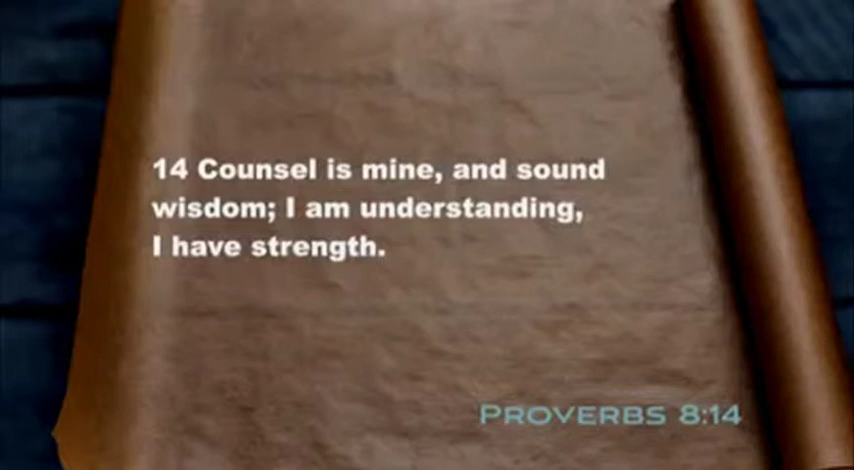 14 Counsel is mine, and sound
wisdom; I am understanding,
I have strength.
PROVERBS 8:14